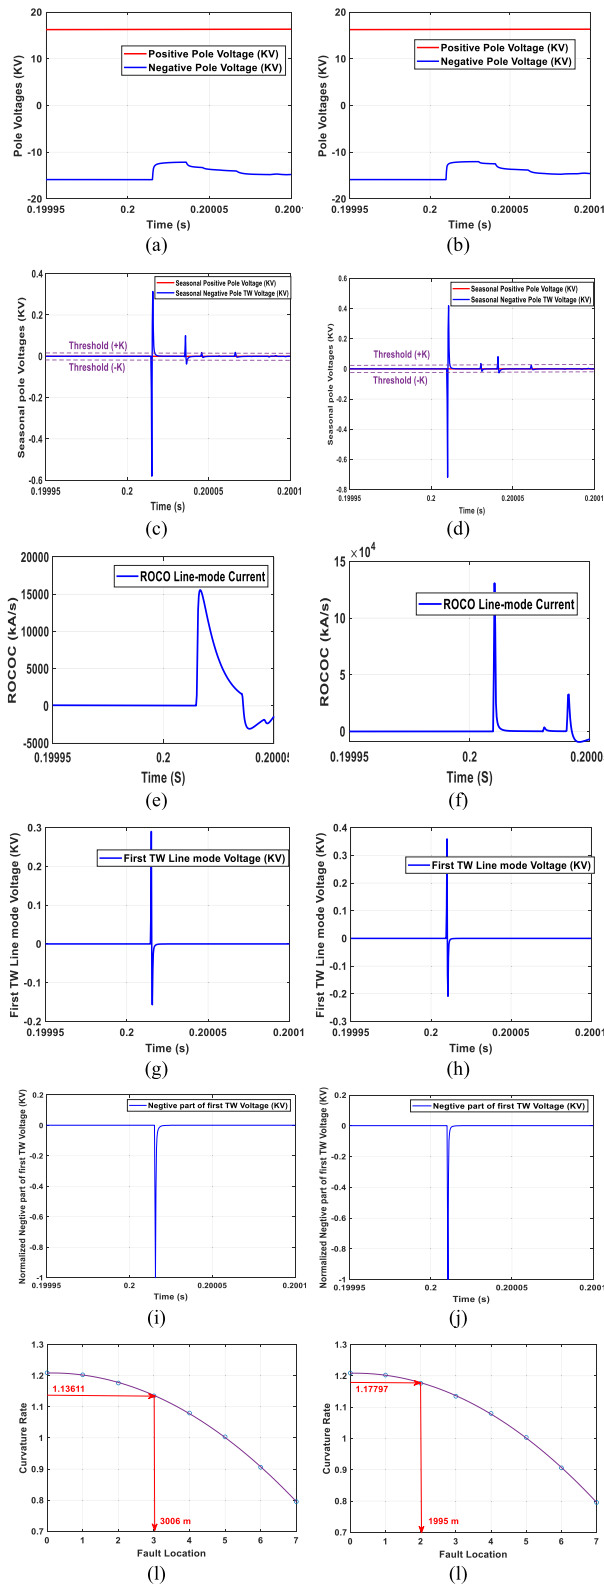 20
10
0
-10
-20
Pole Voltages (KV)
Positive Pole Voltage (KV)
Negative Pole Voltage (KV)
0.19995 0.2 0.20005 0.2001
Time (s)
(a)
20
10
0
-10
-20
Pole Voltages (KV)
Positive Pole Voltage (KV)
Negative Pole Voltage (KV)
0.19995 0.2 0.20005 0.2001
Time (s)
(b)
0.4
0.2
0
-0.2
-0.4
-0.6
Seasonal pole Voltages (KV)
Seasonal Positive Pole Voltage (KV)
Seasonal Negative Pole TW Voltage (KV)
Threshold (+K)
Threshold (-K)
0.19995 0.2 0.20005 0.2001
Time (s)
(c)
0.6
0.4
0.2
0
-0.2
-0.4
-0.6
-0.8
Seasonal pole Voltages (KV)
Seasonal Positive Pole Voltage (KV)
Seasonal Negative Pole TW Voltage (KV)
Threshold (+K)
Threshold (-K)
0.19995 0.2 0.20005 0.2001
Time (s)
(d)
20000
15000
10000
5000
0
-5000
ROCOC (kA/s)
ROCO Line-mode Current
0.19995 0.2
Time (S)
(e)
×10⁴
15
10
5
0
ROCOC (kA/s)
ROCO Line-mode Current
0.19995 0.2
Time (S)
(f)
0.3
0.2
0.1
0
-0.1
-0.2
First TW Line mode Voltage (KV)
First TW Line mode Voltage (KV)
0.19995 0.2 0.20005 0.2001
Time (s)
(g)
0.4
0.3
0.2
0.1
0
-0.1
-0.2
-0.3
First TW Line mode Voltage (KV)
First TW Line mode Voltage (KV)
0.19995 0.2 0.20005 0.2001
Time (s)
(h)
0.2
0
-0.2
-0.4
-0.6
-0.8
-1
Normalized Negtive part of first TW Voltage (KV)
Negtive part of first TW Voltage (KV)
0.19995 0.2 0.20005 0.2001
Time (s)
(i)
0.2
0
-0.2
-0.4
-0.6
-0.8
-1
Normalized Negtive part of first TW Voltage (KV)
Negtive part of first TW Voltage (KV)
0.19995 0.2 0.20005 0.2001
Time (s)
(j)
1.3
1.2
1.1
1
0.9
0.8
0.7
Curvature Rate
1.13611
3006 m
0 1 2 3 4 5 6 7
Fault Location
(l)
1.3
1.2
1.1
1
0.9
0.8
0.7
Curvature Rate
1.17797
1995 m
0 1 2 3 4 5 6 7
Fault Location
(l)